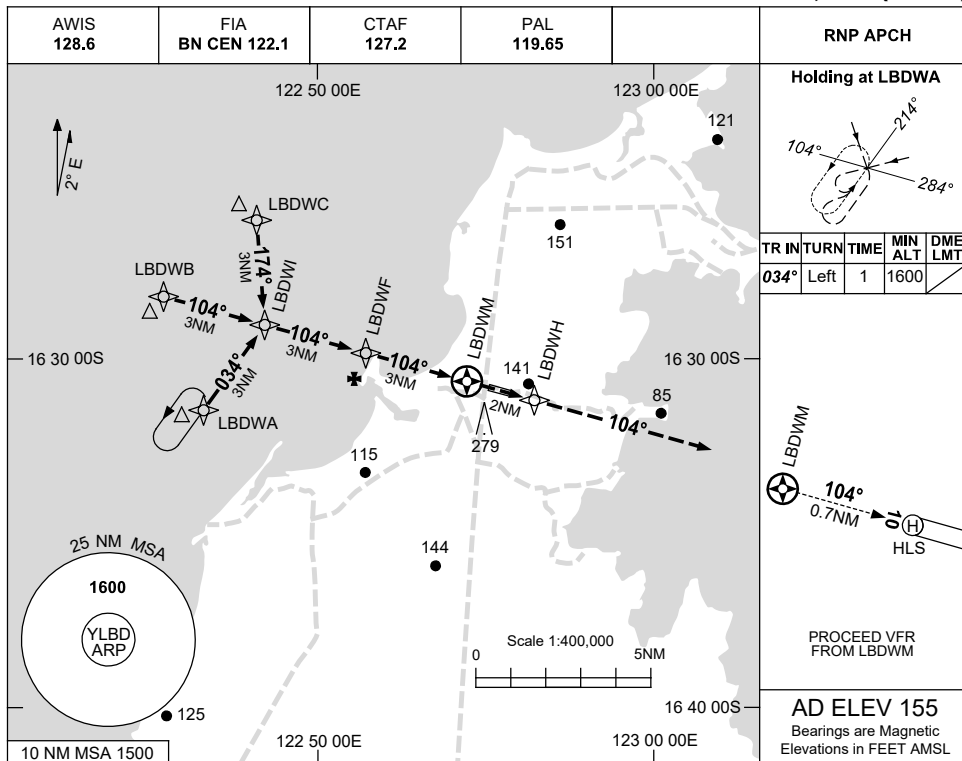 AWIS
128.6
FIA
BN CEN 122.1
CTAF
127.2
PAL
119.65
RNP APCH
122 50 00E
123 00 00E
2° E
121
151
LBDWC
174°
3NM
LBDWB
104°
3NM
LBDWI
104°
3NM
LBDWF
104°
3NM
LBDWM
16 30 00S
16 30 00S
034°
3NM
LBDWA
141
LBDWH
2NM
104°
85
279
115
144
25 NM MSA
1600
YLBD
ARP
Scale 1:400,000
0
5NM
125
16 40 00S
122 50 00E
123 00 00E
10 NM MSA 1500
Holding at LBDWA
214°
104°
284°
TR IN TURN TIME MIN ALT DME LMT
034° Left 1 1600
LBDWM
104°
0.7NM
10
H
HLS
PROCEED VFR
FROM LBDWM
AD ELEV 155
Bearings are Magnetic
Elevations in FEET AMSL